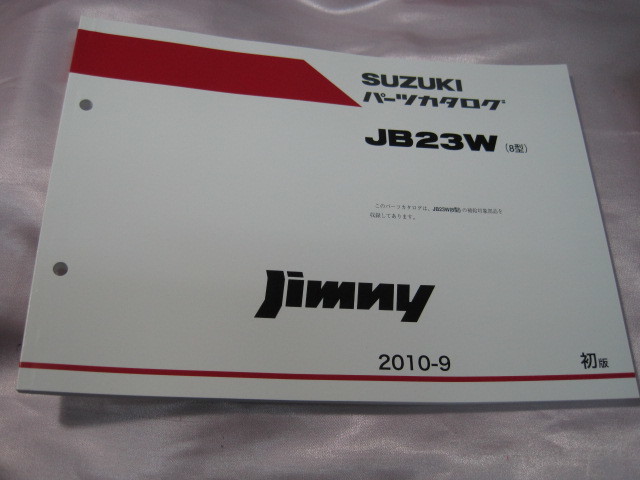 SUZUKI
パーツカタログ
JB23W (8型)
このパーツカタログは、JB23W(8型) の補給対象部品を
収録してあります。
Jimny
2010-9 初版